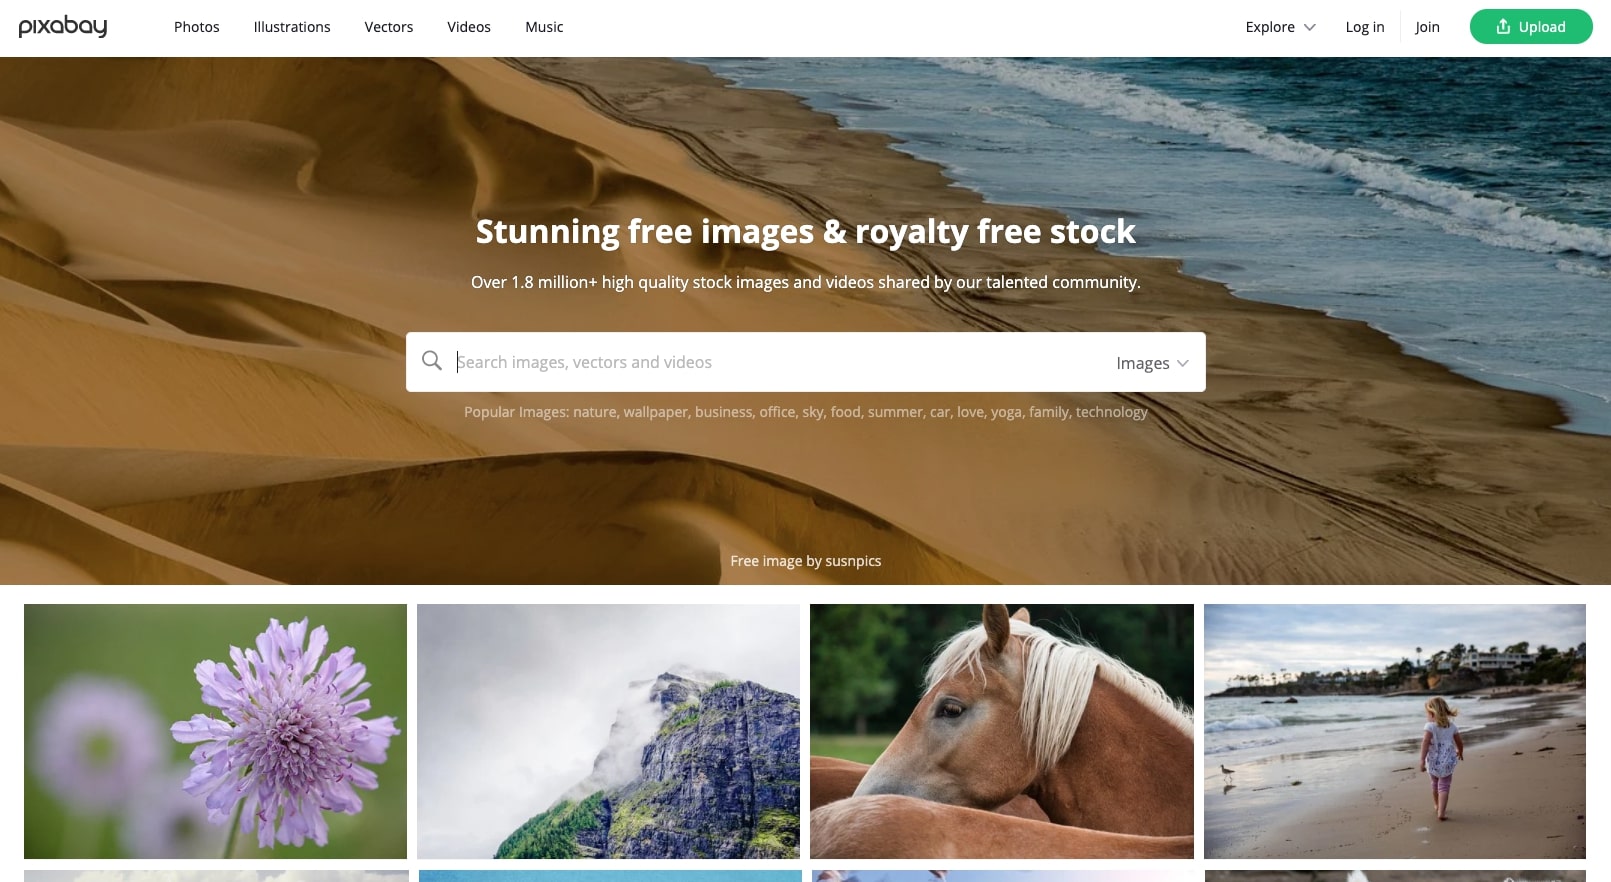 pixabay
Photos Illustrations Vectors Videos Music
Explore Log in Join Upload
Stunning free images & royalty free stock
Over 1.8 million+ high quality stock images and videos shared by our talented community.
Search images, vectors and videos Images
Popular Images: nature, wallpaper, business, office, sky, food, summer, car, love, yoga, family, technology
Free image by susnpics